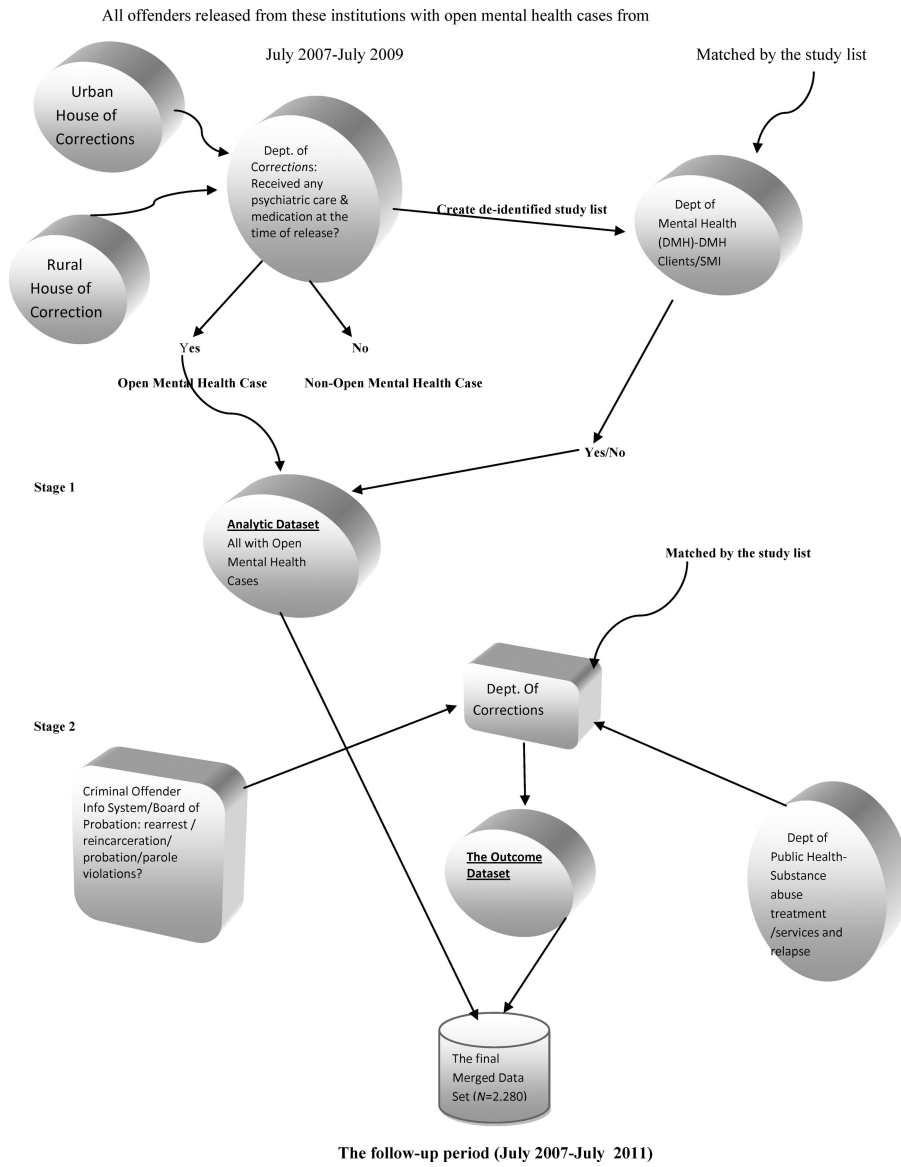 All offenders released from these institutions with open mental health cases from
July 2007-July 2009
Matched by the study list
Urban
House of
Corrections
Dept. of
Corrections:
Received any
psychiatric care &
medication at the
time of release?
Create de-identified study list
Dept of
Mental Health
(DMH)-DMH
Clients/SMI
Rural
House of
Correction
Yes
No
Open Mental Health Case
Non-Open Mental Health Case
Yes/No
Stage 1
Analytic Dataset
All with Open
Mental Health
Cases
Matched by the study list
Dept. Of
Corrections
Stage 2
Criminal Offender
Info System/Board of
Probation: rearrest /
reincarceration/
probation/parole
violations?
The Outcome
Dataset
Dept of
Public Health-
Substance
abuse
treatment
/services and
relapse
The final
Merged Data
Set (N=2.280)
The follow-up period (July 2007-July 2011)